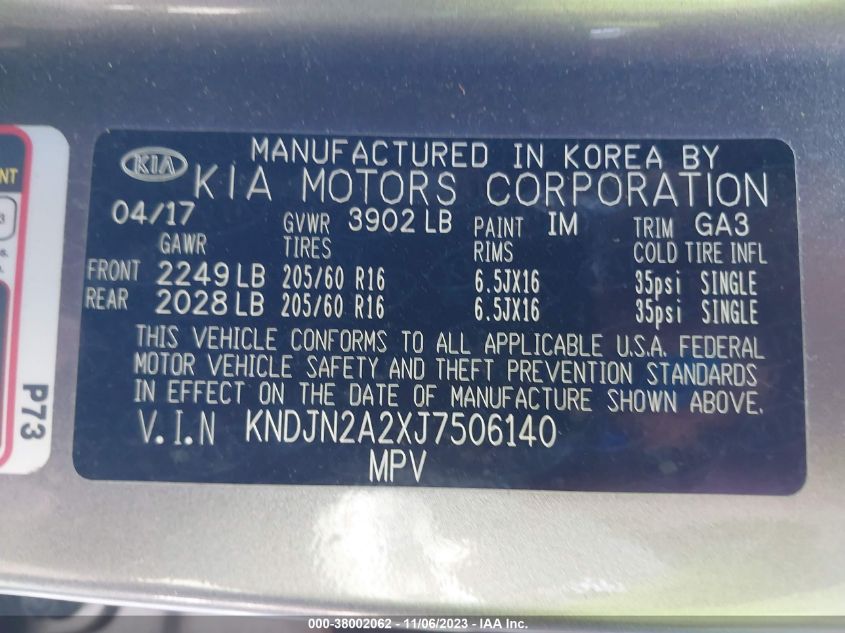 KIA
MANUFACTURED IN KOREA BY
KIA MOTORS CORPORATION
04/17 GVWR 3902 LB PAINT IM TRIM GA3
GAWR TIRES RIMS COLD TIRE INFL
FRONT 2249 LB 205/60 R16 6.5JX16 35psi SINGLE
REAR 2028 LB 205/60 R16 6.5JX16 35psi SINGLE
THIS VEHICLE CONFORMS TO ALL APPLICABLE U.S.A. FEDERAL
MOTOR VEHICLE SAFETY AND THEFT PREVENTION STANDARDS
IN EFFECT ON THE DATE OF MANUFACTURE SHOWN ABOVE.
V.I.N KNDJN2A2XJ7506140
MPV
NT
3
P73
000-38002062 - 11/06/2023 - IAA Inc.